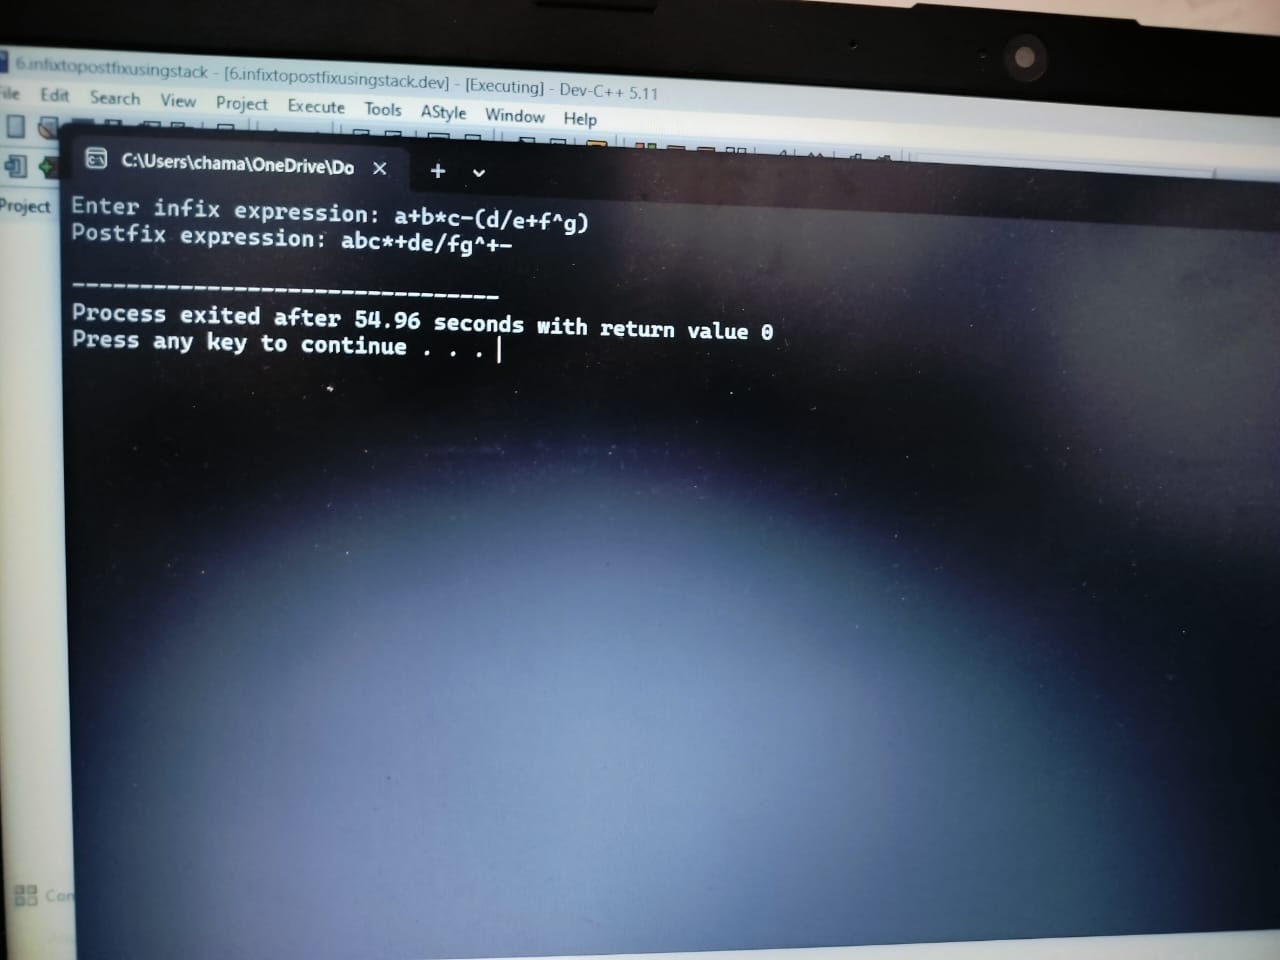 6.infixtopostfixusingstack - [6.infixtopostfixusingstack.dev] - [Executing] - Dev-C++ 5.11
File Edit Search View Project Execute Tools AStyle Window Help
C:\Users\chama\OneDrive\Do
Project
Enter infix expression: a+b*c-(d/e+f^g)
Postfix expression: abc*+de/fg^+-
--------------------------------
Process exited after 54.96 seconds with return value 0
Press any key to continue . . .